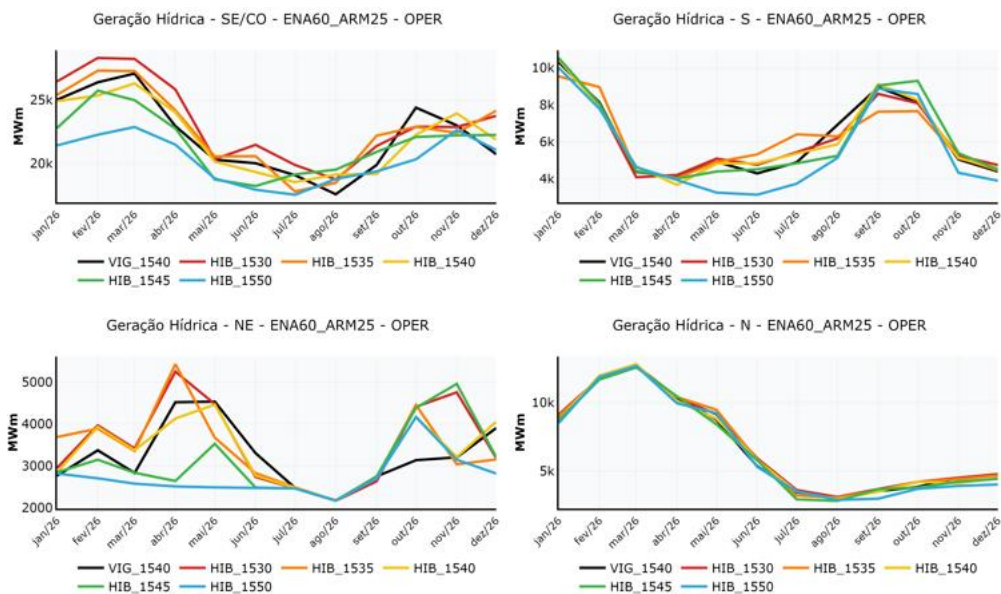 Geração Hídrica - SE/CO - ENA60_ARM25 - OPER
MWm
25k
20k
jan/26 fev/26 mar/26 abr/26 mai/26 jun/26 jul/26 ago/26 set/26 out/26 nov/26 dez/26
VIG_1540 HIB_1530 HIB_1535 HIB_1540
HIB_1545 HIB_1550
Geração Hídrica - S - ENA60_ARM25 - OPER
MWm
10k
8k
6k
4k
jan/26 fev/26 mar/26 abr/26 mai/26 jun/26 jul/26 ago/26 set/26 out/26 nov/26 dez/26
VIG_1540 HIB_1530 HIB_1535 HIB_1540
HIB_1545 HIB_1550
Geração Hídrica - NE - ENA60_ARM25 - OPER
MWm
5000
4000
3000
2000
jan/26 fev/26 mar/26 abr/26 mai/26 jun/26 jul/26 ago/26 set/26 out/26 nov/26 dez/26
VIG_1540 HIB_1530 HIB_1535 HIB_1540
HIB_1545 HIB_1550
Geração Hídrica - N - ENA60_ARM25 - OPER
MWm
10k
5k
jan/26 fev/26 mar/26 abr/26 mai/26 jun/26 jul/26 ago/26 set/26 out/26 nov/26 dez/26
VIG_1540 HIB_1530 HIB_1535 HIB_1540
HIB_1545 HIB_1550